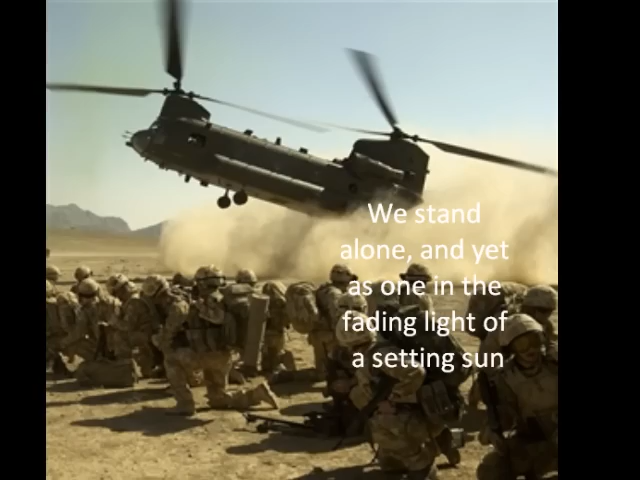 We stand
alone, and yet
as one in the
fading light of
a setting sun